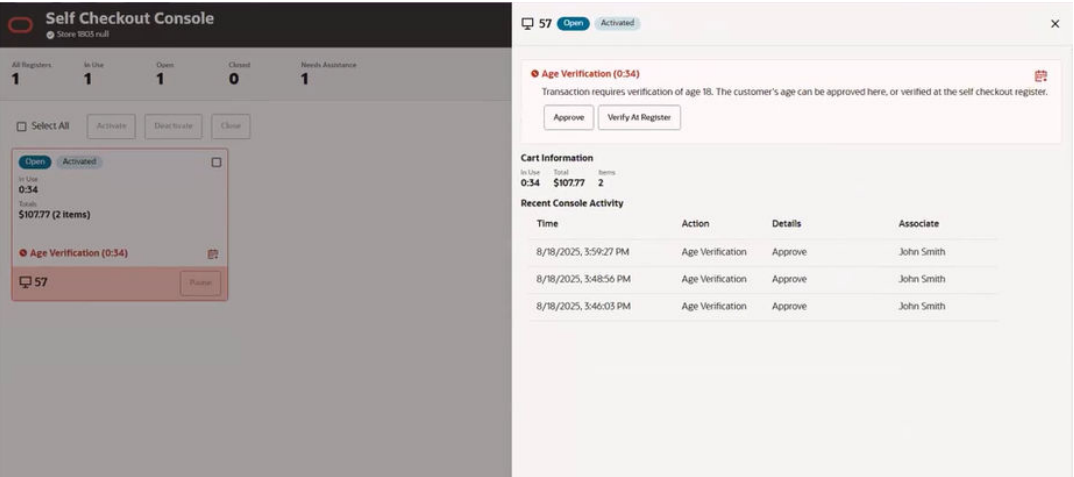 Self Checkout Console
Store 1803 null
All Registers In Use Open Closed Needs Assistance
1 1 1 0 1
Select All Activate Deactivate Close
Open Activated
In Use
0:34
Totals
$107.77 (2 items)
Age Verification (0:34)
57 Pause
57 Open Activated
Age Verification (0:34)
Transaction requires verification of age 18. The customer's age can be approved here, or verified at the self checkout register.
Approve Verify At Register
Cart Information
In Use Total Items
0:34 $107.77 2
Recent Console Activity
Time Action Details Associate
8/18/2025, 3:59:27 PM Age Verification Approve John Smith
8/18/2025, 3:48:56 PM Age Verification Approve John Smith
8/18/2025, 3:46:03 PM Age Verification Approve John Smith